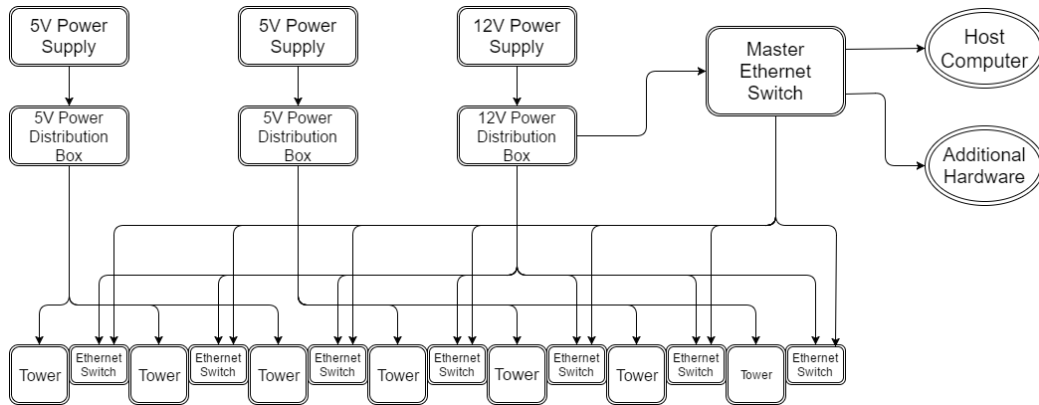 5V Power
Supply
5V Power
Supply
12V Power
Supply
Master
Ethernet
Switch
Host
Computer
5V Power
Distribution
Box
5V Power
Distribution
Box
12V Power
Distribution
Box
Additional
Hardware
Tower
Ethernet
Switch
Tower
Ethernet
Switch
Tower
Ethernet
Switch
Tower
Ethernet
Switch
Tower
Ethernet
Switch
Tower
Ethernet
Switch
Tower
Ethernet
Switch